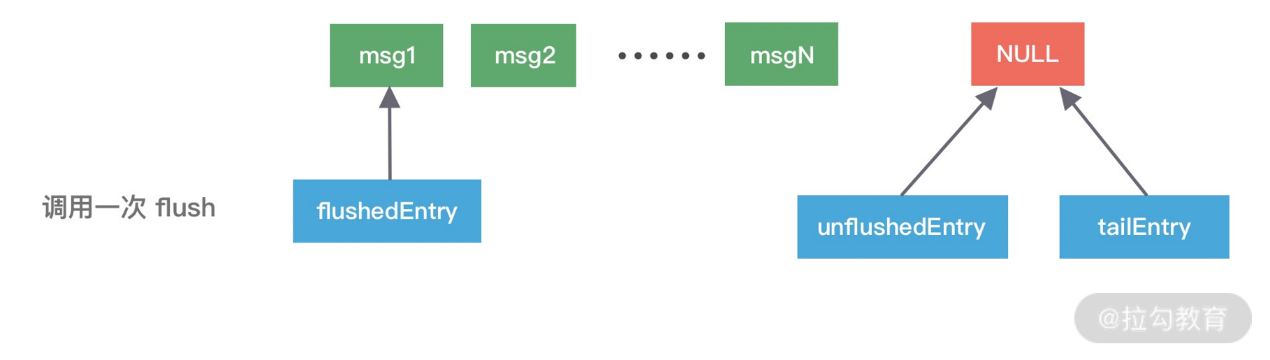 msg1
msg2
......
msgN
NULL
调用一次 flush
flushedEntry
unflushedEntry
tailEntry
@拉勾教育